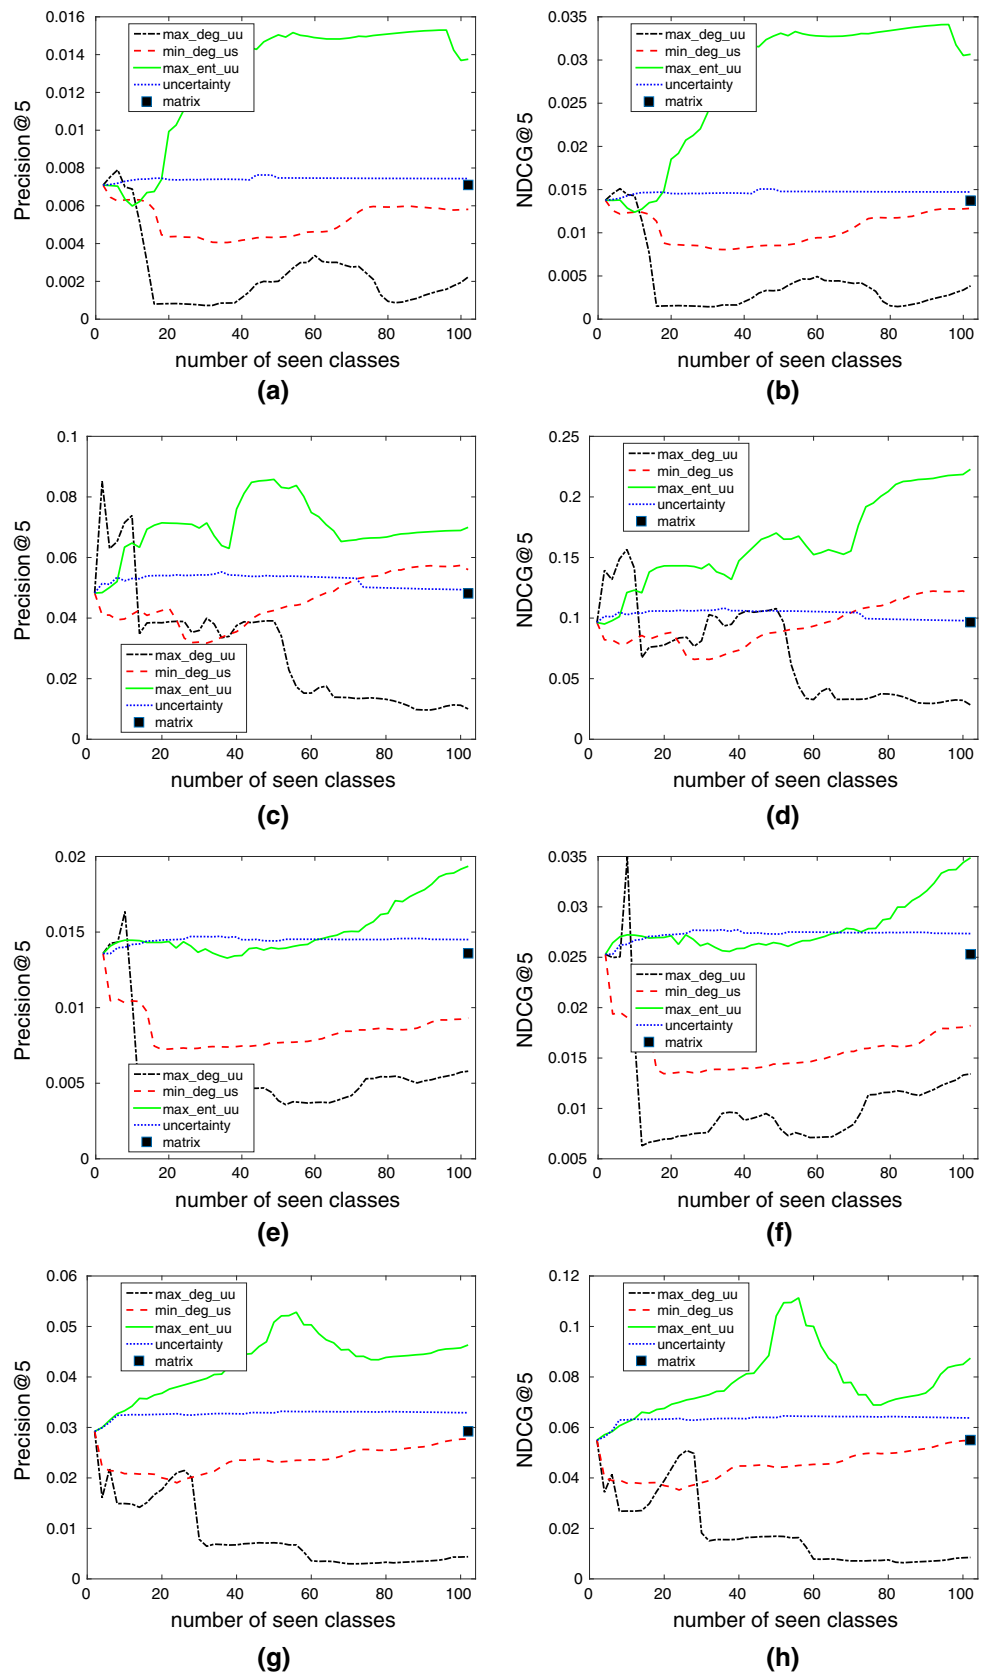 0.016
0.014
0.012
0.01
0.008
0.006
0.004
0.002
0
Precision@5
max_deg_uu
min_deg_us
max_ent_uu
uncertainty
matrix
0 20 40 60 80 100
number of seen classes
(a)
0.035
0.03
0.025
0.02
0.015
0.01
0.005
0
NDCG@5
max_deg_uu
min_deg_us
max_ent_uu
uncertainty
matrix
0 20 40 60 80 100
number of seen classes
(b)
0.1
0.08
0.06
0.04
0.02
0
Precision@5
max_deg_uu
min_deg_us
max_ent_uu
uncertainty
matrix
0 20 40 60 80 100
number of seen classes
(c)
0.25
0.2
0.15
0.1
0.05
0
NDCG@5
max_deg_uu
min_deg_us
max_ent_uu
uncertainty
matrix
0 20 40 60 80 100
number of seen classes
(d)
0.02
0.015
0.01
0.005
0
Precision@5
max_deg_uu
min_deg_us
max_ent_uu
uncertainty
matrix
0 20 40 60 80 100
number of seen classes
(e)
0.035
0.03
0.025
0.02
0.015
0.01
0.005
NDCG@5
max_deg_uu
min_deg_us
max_ent_uu
uncertainty
matrix
0 20 40 60 80 100
number of seen classes
(f)
0.06
0.05
0.04
0.03
0.02
0.01
0
Precision@5
max_deg_uu
min_deg_us
max_ent_uu
uncertainty
matrix
0 20 40 60 80 100
number of seen classes
(g)
0.12
0.1
0.08
0.06
0.04
0.02
0
NDCG@5
max_deg_uu
min_deg_us
max_ent_uu
uncertainty
matrix
0 20 40 60 80 100
number of seen classes
(h)